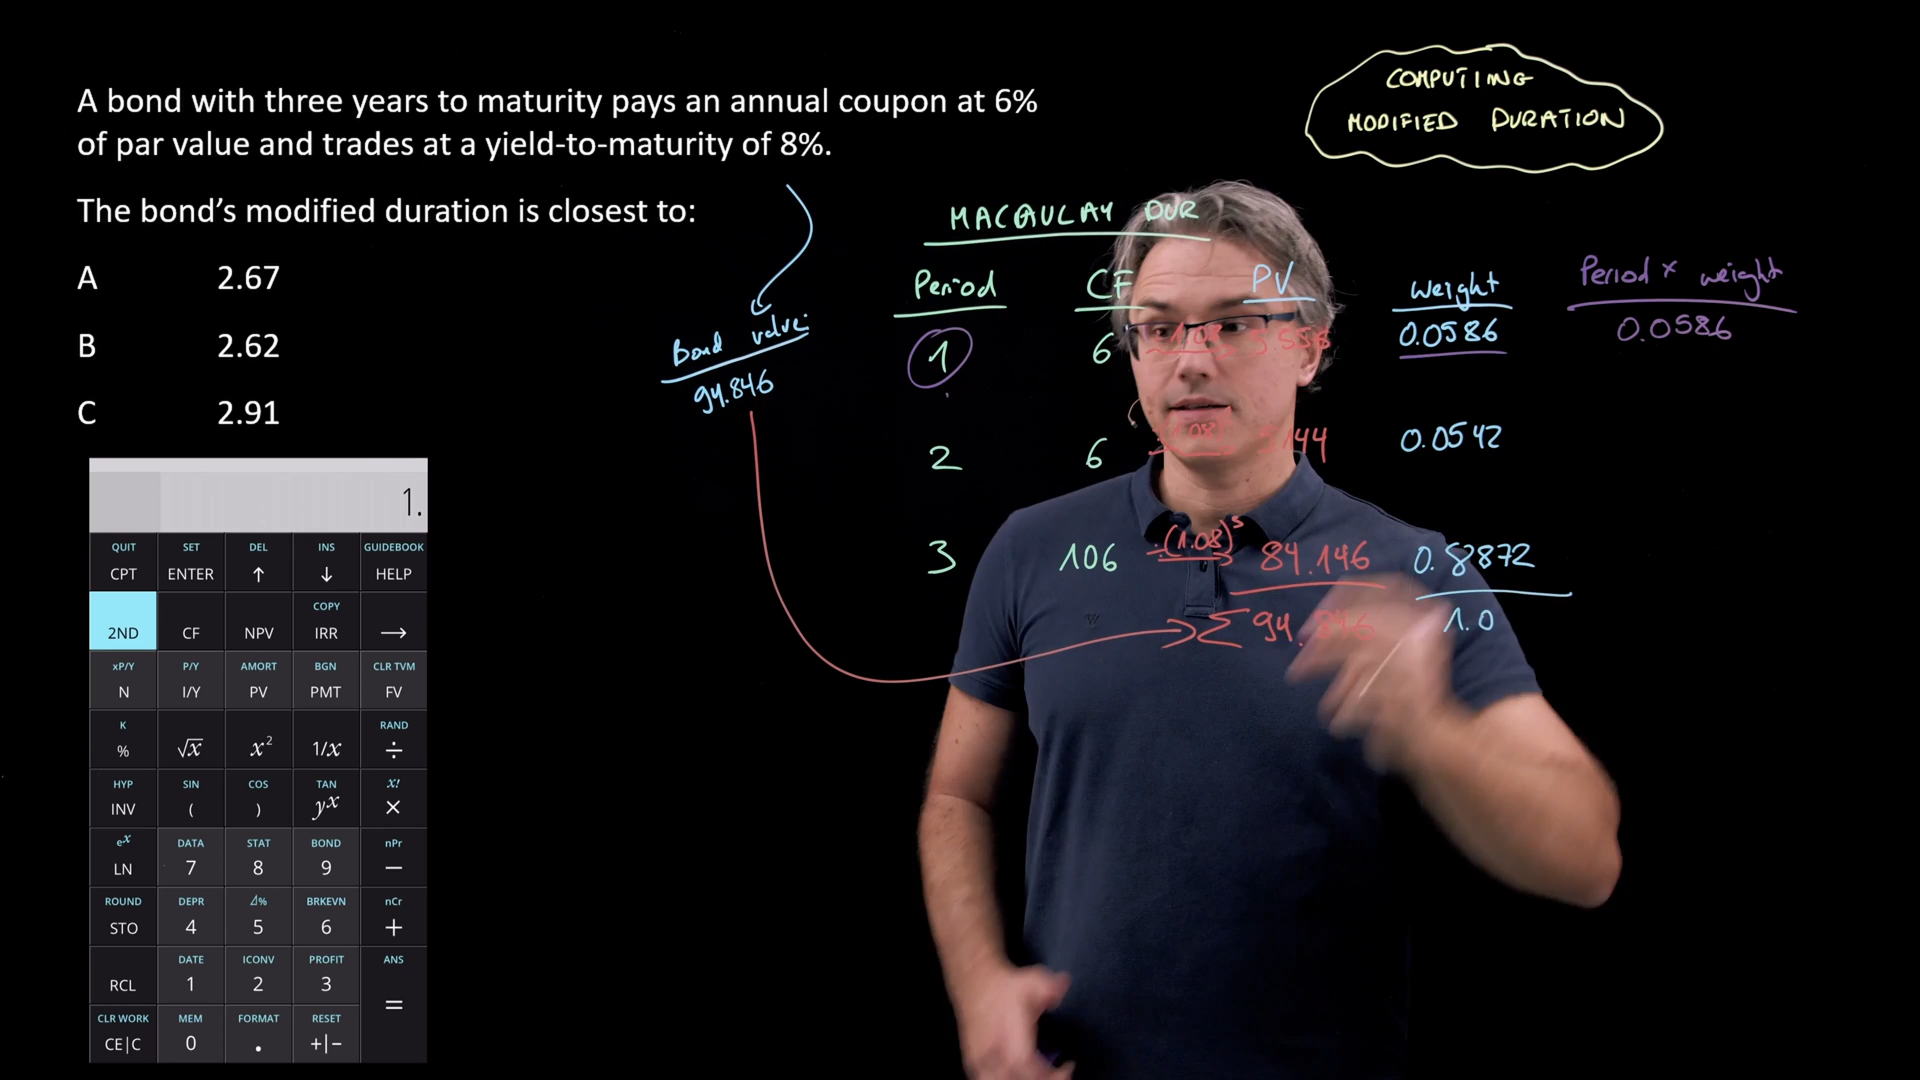 COMPUTING
MODIFIED DURATION
A bond with three years to maturity pays an annual coupon at 6%
of par value and trades at a yield-to-maturity of 8%.
The bond's modified duration is closest to:
A 2.67
B 2.62
C 2.91
Bond value
94.846
MACAULAY DUR
Period CF PV weight Period x weight
1 6 0.0586 0.0586
2 6 144 0.0542
3 106 ÷(1.08)³ 84.146 0.8872
Σ 94.846 1.0
1.
QUIT SET DEL INS GUIDEBOOK
CPT ENTER ↑ ↓ HELP
COPY
2ND CF NPV IRR →
xP/Y P/Y AMORT BGN CLR TVM
N I/Y PV PMT FV
K RAND
% √x x² 1/x ÷
HYP SIN COS TAN x!
INV ( ) yˣ ×
eˣ DATA STAT BOND nPr
LN 7 8 9 −
ROUND DEPR Δ% BRKEVN nCr
STO 4 5 6 +
DATE ICONV PROFIT ANS
RCL 1 2 3 =
CLR WORK MEM FORMAT RESET
CE|C 0 . +|−